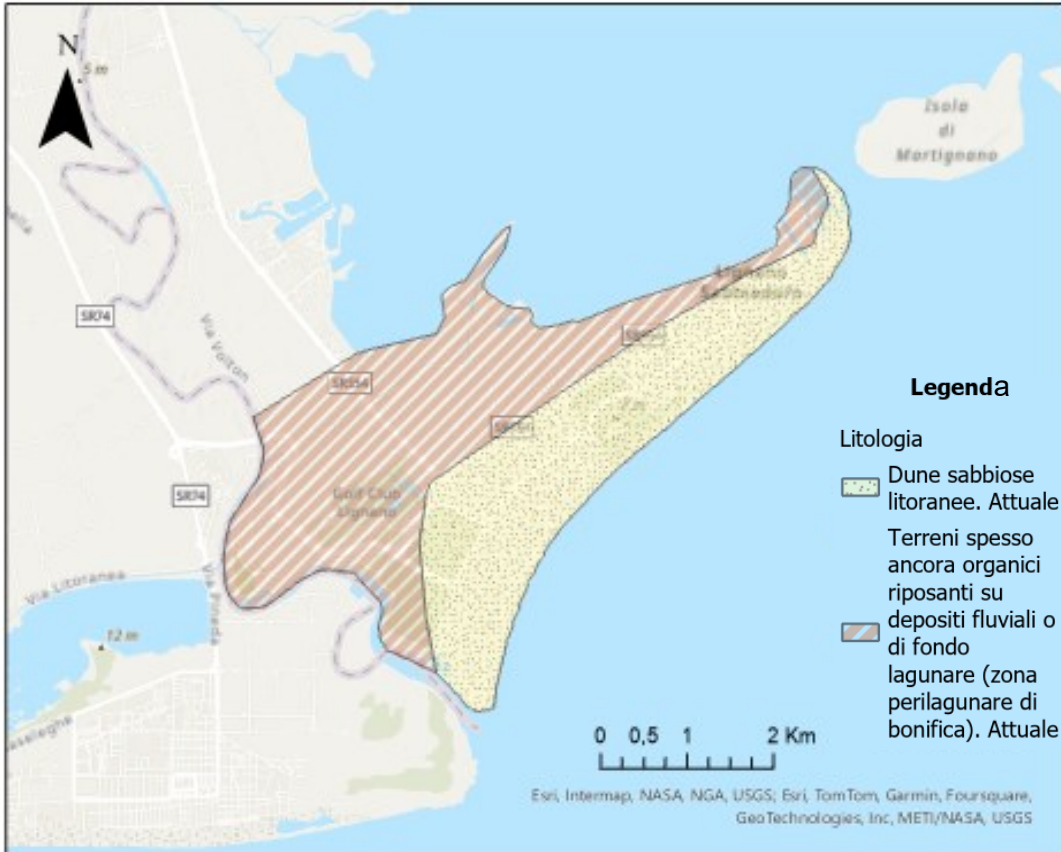 N
5 m
Isola
di
Martignano
SR74
Via Volton
SR354
Lignano
Sabbiadoro
7 m
SR74
Golf Club
Lignano
Via Litoranea
Via Pineda
12 m
Legenda
Litologia
Dune sabbiose
litoranee. Attuale
Terreni spesso
ancora organici
riposanti su
depositi fluviali o
di fondo
lagunare (zona
perilagunare di
bonifica). Attuale
0 0,5 1 2 Km
Esri, Intermap, NASA, NGA, USGS; Esri, TomTom, Garmin, Foursquare,
GeoTechnologies, Inc, METI/NASA, USGS